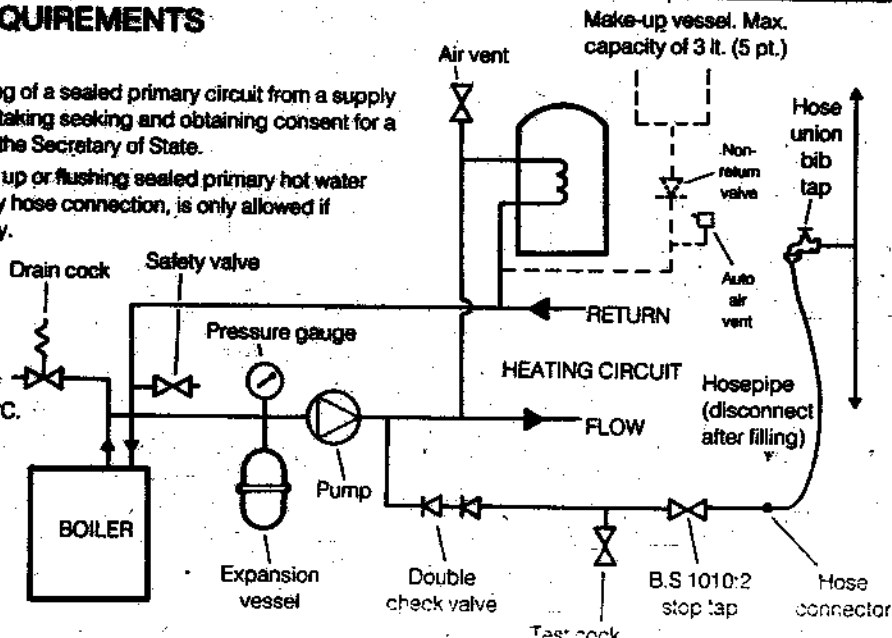 QUIREMENTS
g of a sealed primary circuit from a supply
taking seeking and obtaining consent for a
the Secretary of State.
up or flushing sealed primary hot water
y hose connection, is only allowed if
y.
Make-up vessel. Max.
capacity of 3 lt. (5 pt.)
Air vent
Hose
union
bib
tap
Non-
return
valve
Auto
air
vent
Drain cock
Safety valve
Pressure gauge
RETURN
HEATING CIRCUIT
FLOW
Hosepipe
(disconnect
after filling)
°C.
Pump
BOILER
Expansion
vessel
Double
check valve
Test cock
B.S 1010:2
stop tap
Hose
connector